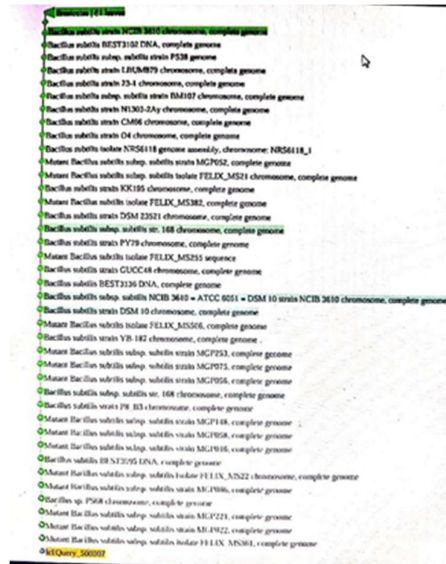 Bacillus subtilis strain NCIB 3610 chromosome, complete genome
Bacillus subtilis BEST3102 DNA, complete genome
Bacillus subtilis subsp. subtilis strain PS38 genome
Bacillus subtilis strain LBUM979 chromosome, complete genome
Bacillus subtilis strain 23-1 chromosome, complete genome
Bacillus subtilis subsp. subtilis strain BM107 chromosome, complete genome
Bacillus subtilis strain N1303-2Ay chromosome, complete genome
Bacillus subtilis strain CM06 chromosome, complete genome
Bacillus subtilis strain O4 chromosome, complete genome
Bacillus subtilis isolate NRS6118 genome assembly, chromosome: NRS6118_1
Mutant Bacillus subtilis subsp. subtilis strain MGP052, complete genome
Mutant Bacillus subtilis subsp. subtilis isolate FELIX_MS21 chromosome, complete genome
Bacillus subtilis strain KK195 chromosome, complete genome
Mutant Bacillus subtilis isolate FELIX_MS382, complete genome
Bacillus subtilis strain DSM 23521 chromosome, complete genome
Bacillus subtilis subsp. subtilis str. 168 chromosome, complete genome
Bacillus subtilis strain PY79 chromosome, complete genome
Mutant Bacillus subtilis isolate FELIX_MS255 sequence
Bacillus subtilis strain GUCC48 chromosome, complete genome
Bacillus subtilis BEST3136 DNA, complete genome
Bacillus subtilis subsp. subtilis NCIB 3610 = ATCC 6051 = DSM 10 strain NCIB 3610 chromosome, complete genome
Bacillus subtilis strain DSM 10 chromosome, complete genome
Mutant Bacillus subtilis isolate FELIX_MS506, complete genome
Bacillus subtilis strain YB-182 chromosome, complete genome
Mutant Bacillus subtilis subsp. subtilis strain MGP253, complete genome
Mutant Bacillus subtilis subsp. subtilis strain MGP075, complete genome
Mutant Bacillus subtilis subsp. subtilis strain MGP056, complete genome
Bacillus subtilis subsp. subtilis str. 168 chromosome, complete genome
Bacillus subtilis strain P8_B3 chromosome, complete genome
Mutant Bacillus subtilis subsp. subtilis strain MGP148, complete genome
Mutant Bacillus subtilis subsp. subtilis strain MGP058, complete genome
Mutant Bacillus subtilis subsp. subtilis strain MGP016, complete genome
Bacillus subtilis BEST3095 DNA, complete genome
Mutant Bacillus subtilis subsp. subtilis isolate FELIX_MS22 chromosome, complete genome
Mutant Bacillus subtilis subsp. subtilis strain MGP046, complete genome
Bacillus sp. PS68 chromosome, complete genome
Mutant Bacillus subtilis subsp. subtilis strain MGP221, complete genome
Mutant Bacillus subtilis subsp. subtilis strain MGP022, complete genome
Mutant Bacillus subtilis subsp. subtilis isolate FELIX_MS361, complete genome
lcl|Query_500207